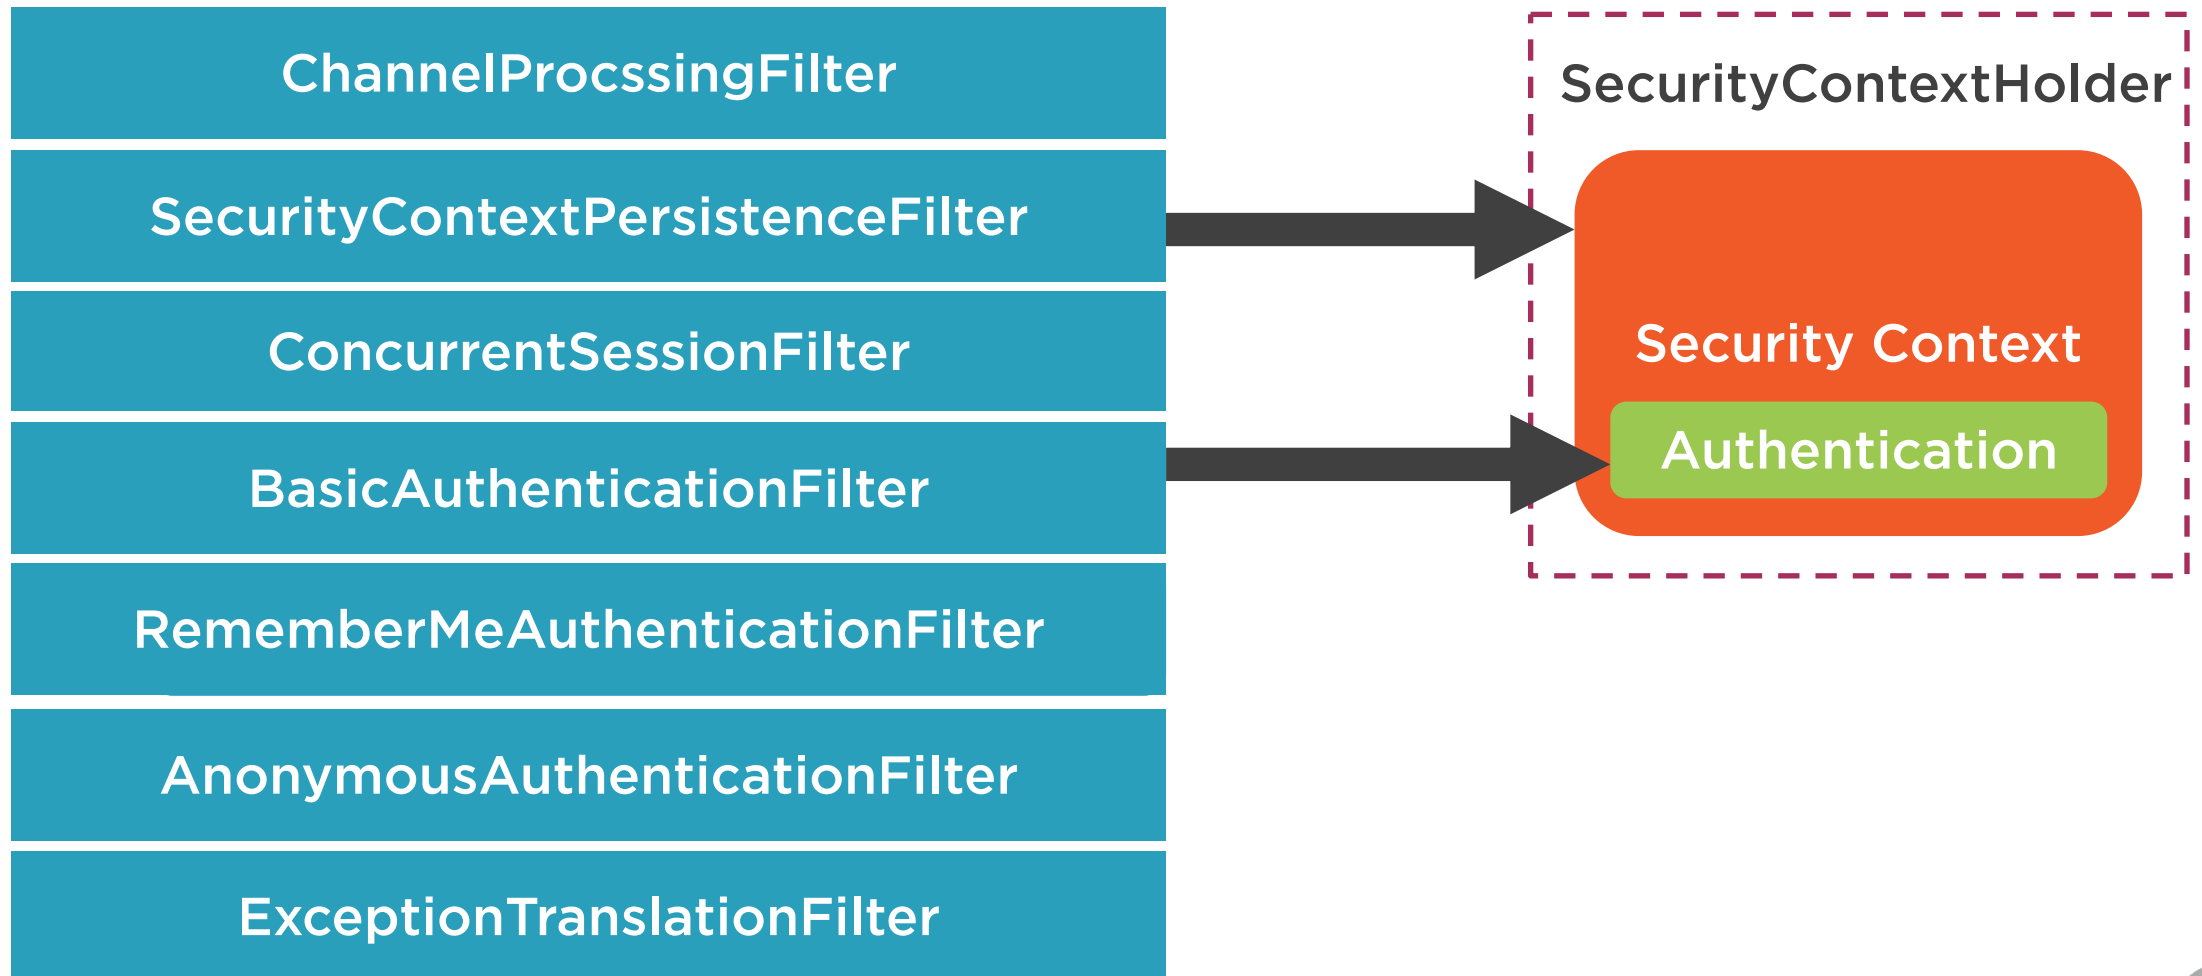 ChannelProcssingFilter
SecurityContextPersistenceFilter
ConcurrentSessionFilter
BasicAuthenticationFilter
RememberMeAuthenticationFilter
AnonymousAuthenticationFilter
ExceptionTranslationFilter
SecurityContextHolder
Security Context
Authentication